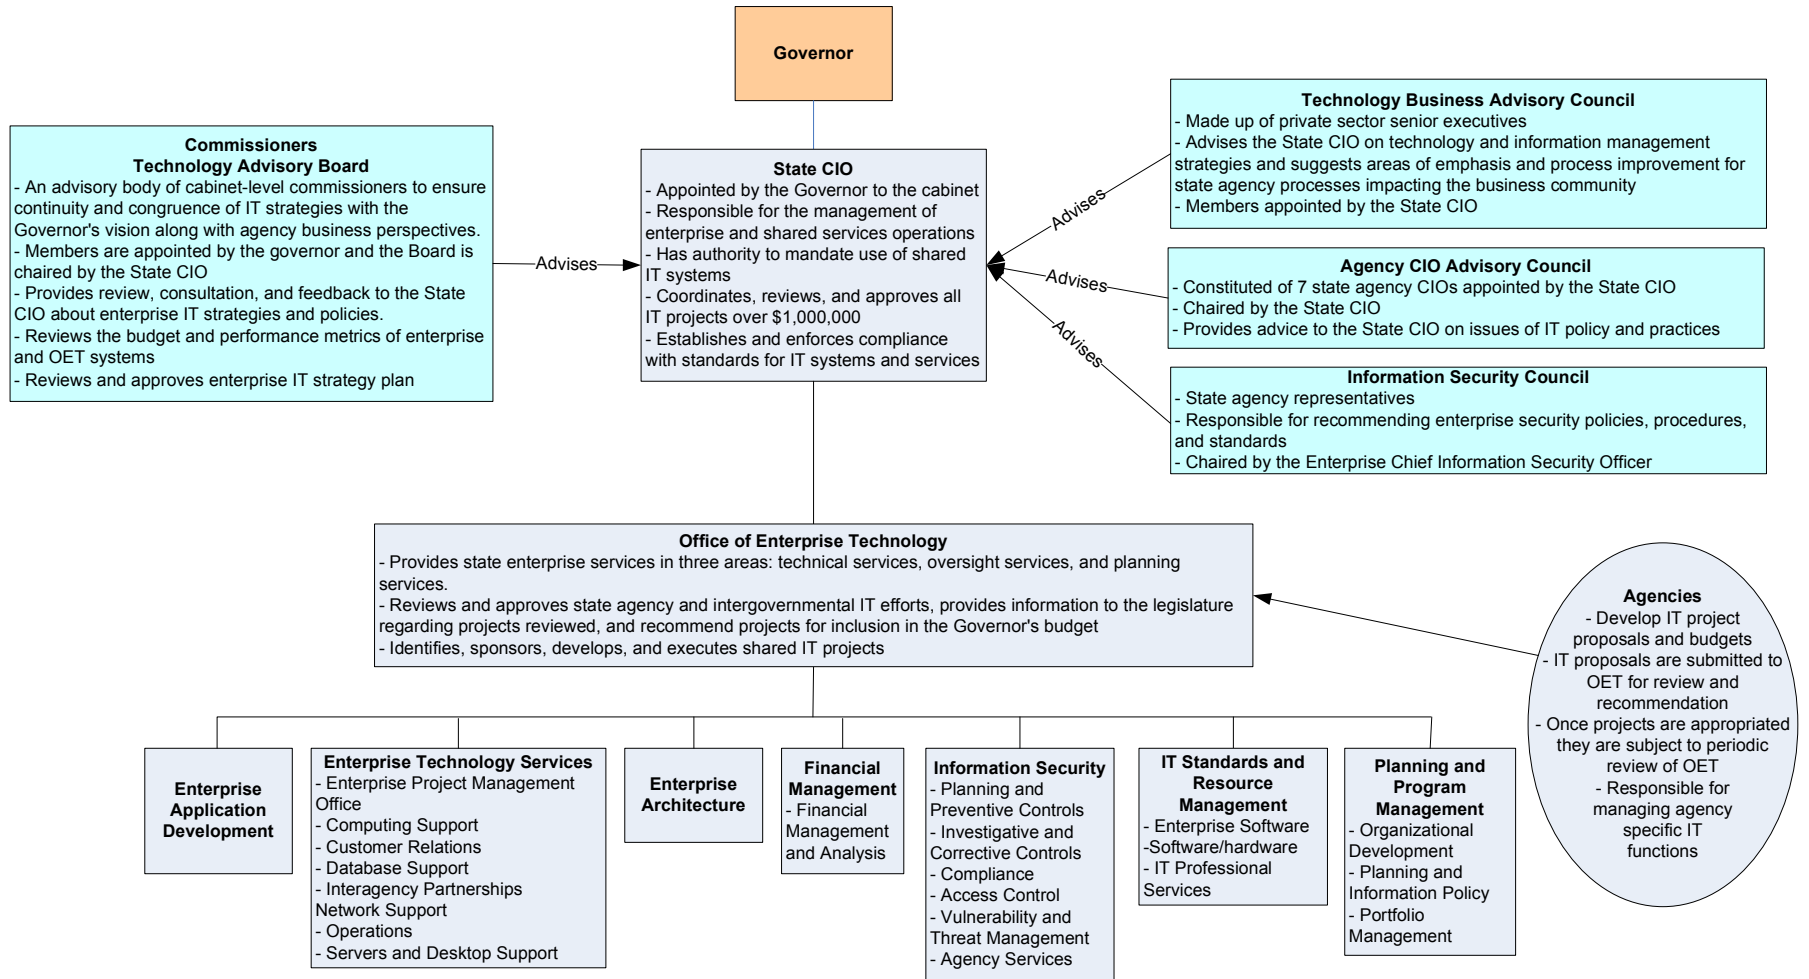 Governor
Commissioners
Technology Advisory Board
- An advisory body of cabinet-level commissioners to ensure
continuity and congruence of IT strategies with the
Governor's vision along with agency business perspectives.
- Members are appointed by the governor and the Board is
chaired by the State CIO
- Provides review, consultation, and feedback to the State
CIO about enterprise IT strategies and policies.
- Reviews the budget and performance metrics of enterprise
and OET systems
- Reviews and approves enterprise IT strategy plan
Advises
State CIO
- Appointed by the Governor to the cabinet
- Responsible for the management of
enterprise and shared services operations
- Has authority to mandate use of shared
IT systems
- Coordinates, reviews, and approves all
IT projects over $1,000,000
- Establishes and enforces compliance
with standards for IT systems and services
Advises
Advises
Advises
Technology Business Advisory Council
- Made up of private sector senior executives
- Advises the State CIO on technology and information management
strategies and suggests areas of emphasis and process improvement for
state agency processes impacting the business community
- Members appointed by the State CIO
Agency CIO Advisory Council
- Constituted of 7 state agency CIOs appointed by the State CIO
- Chaired by the State CIO
- Provides advice to the State CIO on issues of IT policy and practices
Information Security Council
- State agency representatives
- Responsible for recommending enterprise security policies, procedures,
and standards
- Chaired by the Enterprise Chief Information Security Officer
Office of Enterprise Technology
- Provides state enterprise services in three areas: technical services, oversight services, and planning
services.
- Reviews and approves state agency and intergovernmental IT efforts, provides information to the legislature
regarding projects reviewed, and recommend projects for inclusion in the Governor's budget
- Identifies, sponsors, develops, and executes shared IT projects
Agencies
- Develop IT project
proposals and budgets
- IT proposals are submitted to
OET for review and
recommendation
- Once projects are appropriated
they are subject to periodic
review of OET
- Responsible for
managing agency
specific IT
functions
Enterprise
Application
Development
Enterprise Technology Services
- Enterprise Project Management
Office
- Computing Support
- Customer Relations
- Database Support
- Interagency Partnerships
Network Support
- Operations
- Servers and Desktop Support
Enterprise
Architecture
Financial
Management
- Financial
Management
and Analysis
Information Security
- Planning and
Preventive Controls
- Investigative and
Corrective Controls
- Compliance
- Access Control
- Vulnerability and
Threat Management
- Agency Services
IT Standards and
Resource
Management
- Enterprise Software
-Software/hardware
- IT Professional
Services
Planning and
Program
Management
- Organizational
Development
- Planning and
Information Policy
- Portfolio
Management